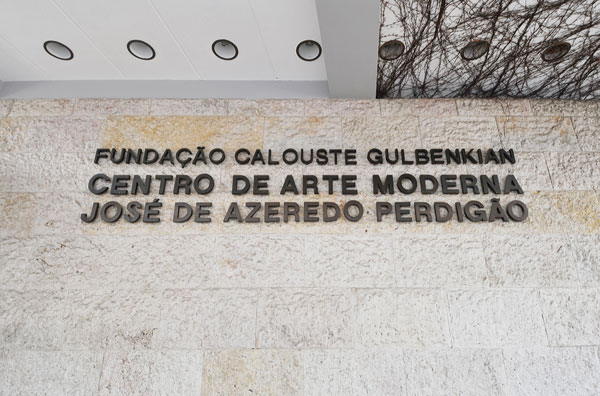 FUNDAÇÃO CALOUSTE GULBENKIAN
CENTRO DE ARTE MODERNA
JOSÉ DE AZEREDO PERDIGÃO